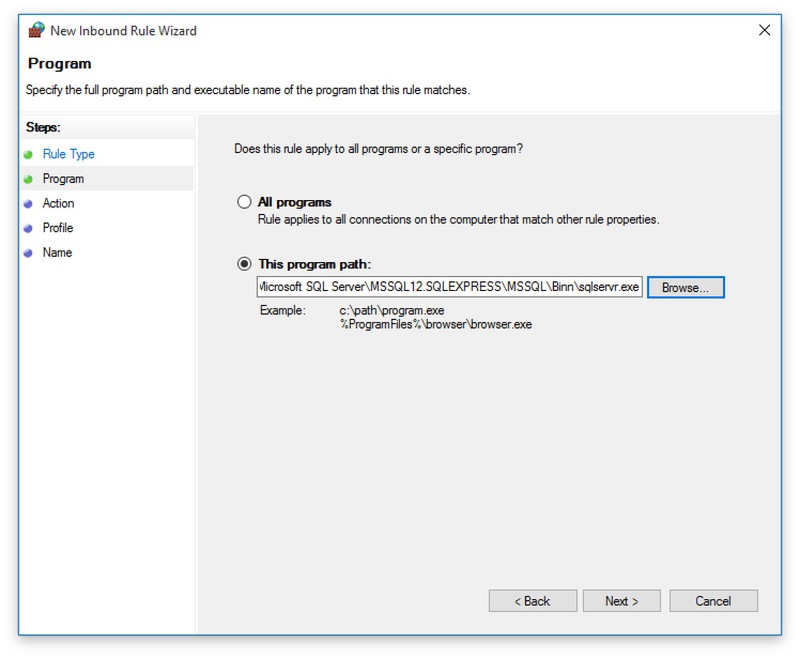 New Inbound Rule Wizard
Program
Specify the full program path and executable name of the program that this rule matches.
Steps:
Rule Type
Program
Action
Profile
Name
Does this rule apply to all programs or a specific program?
All programs
Rule applies to all connections on the computer that match other rule properties.
This program path:
Microsoft SQL Server\MSSQL12.SQLEXPRESS\MSSQL\Binn\sqlservr.exe
Browse...
Example: c:\path\program.exe
%ProgramFiles%\browser\browser.exe
< Back
Next >
Cancel